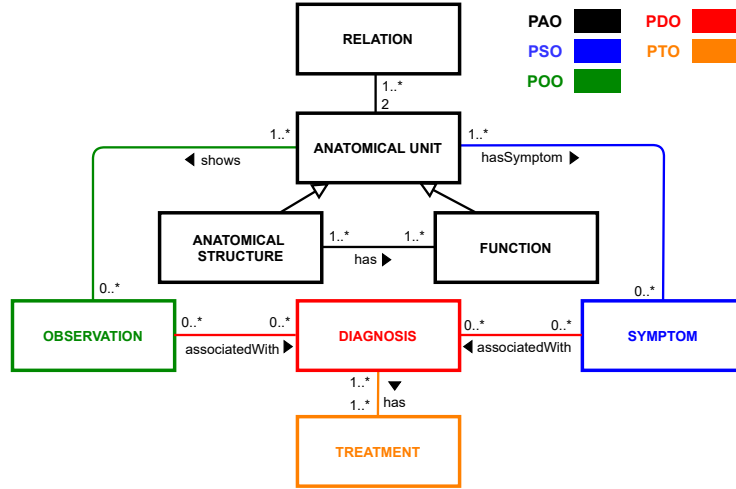 RELATION
PAO
PDO
PSO
PTO
POO
1..*
2
1..*
ANATOMICAL UNIT
1..*
shows
hasSymptom
ANATOMICAL
STRUCTURE
1..*
1..*
has
FUNCTION
0..*
0..*
OBSERVATION
0..*
0..*
associatedWith
DIAGNOSIS
0..*
0..*
associatedWith
SYMPTOM
1..*
1..*
has
TREATMENT